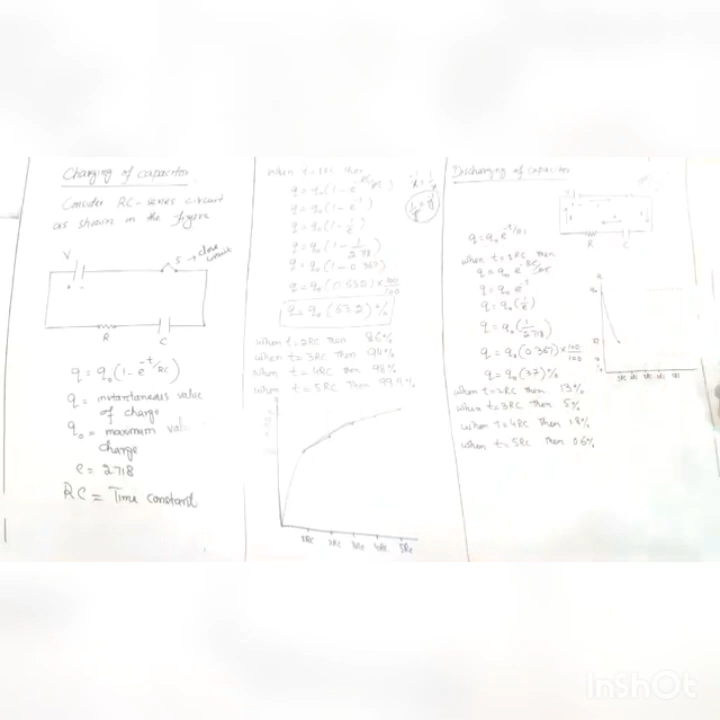 Charging of capacitor
Consider RC-series circuit
as shown in the figure
V
S → close
+ -
R
C
q = q₀(1-e^-t/RC)
q = instantaneous value
of charge
q₀ = maximum
charge
e = 2.718
RC = Time constant
When t = 1RC then
q = q₀(1-e^-RC/RC)
q = q₀(1-e^-1)
q = q₀(1-1/e)
q = q₀(1-1/2.718)
q = q₀(1-0.367)
q = q₀(0.632)×100/100
q = q₀(63.2)%
when t=2RC then 86%
when t=3RC then 94%
when t=4RC then 98%
when t=5RC then 99.4%
1RC 2RC 3RC 4RC 5RC
Discharging of capacitor
R
C
q = q₀ e^-t/RC
when t=1RC then
q = q₀ e^-RC/RC
q = q₀ e^-1
q = q₀(1/e)
q = q₀(1/2.718)
q = q₀(0.367)×100/100
q = q₀(37)%
when t=2RC then 13%
when t=3RC then 5%
when t=4RC then 1.8%
when t=5RC then 0.6%
InShOt